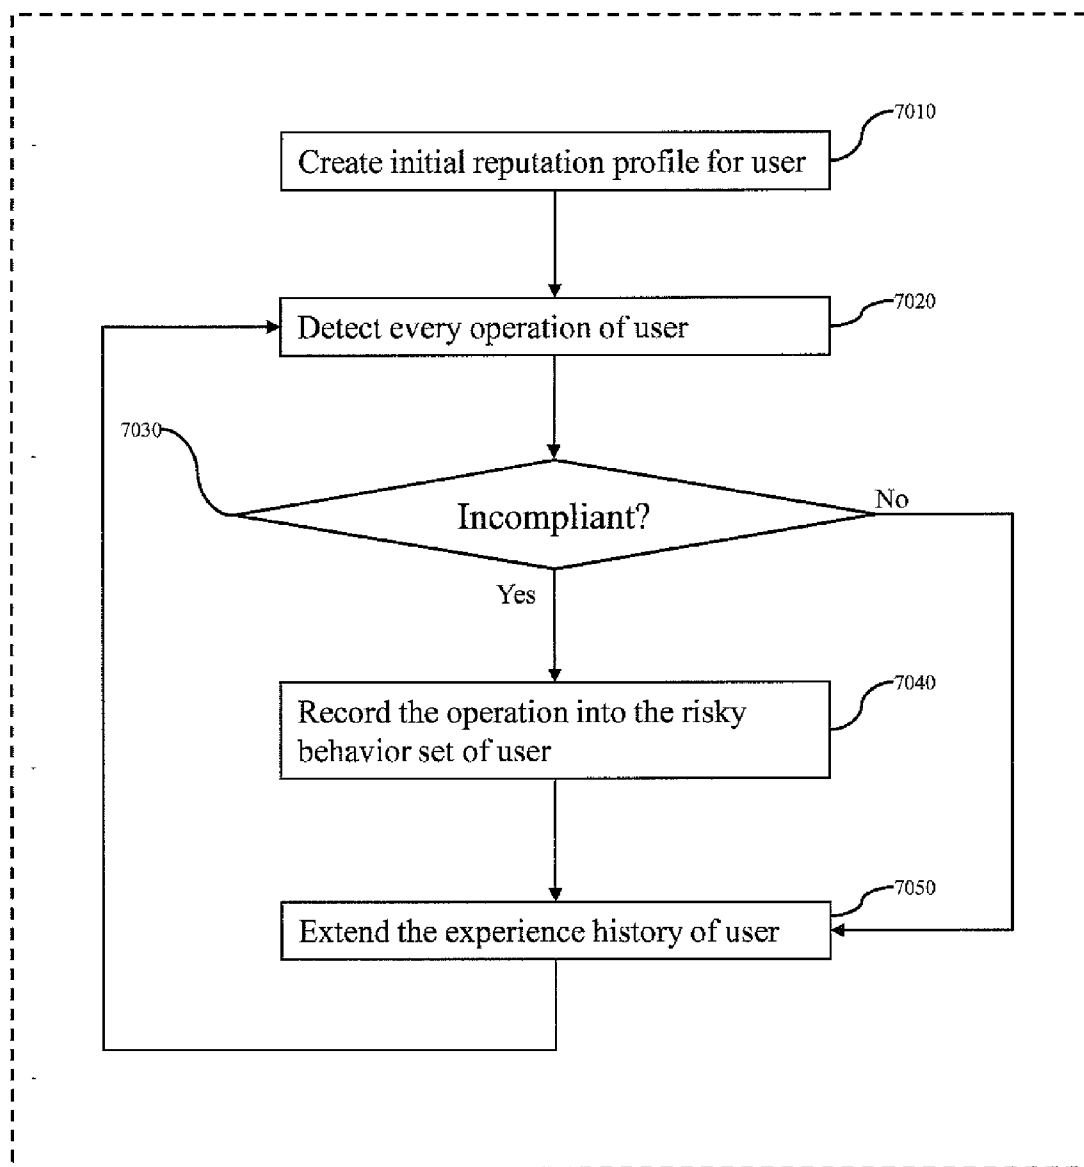 7010
Create initial reputation profile for user
7020
Detect every operation of user
7030
Incompliant?
No
Yes
7040
Record the operation into the risky
behavior set of user
7050
Extend the experience history of user